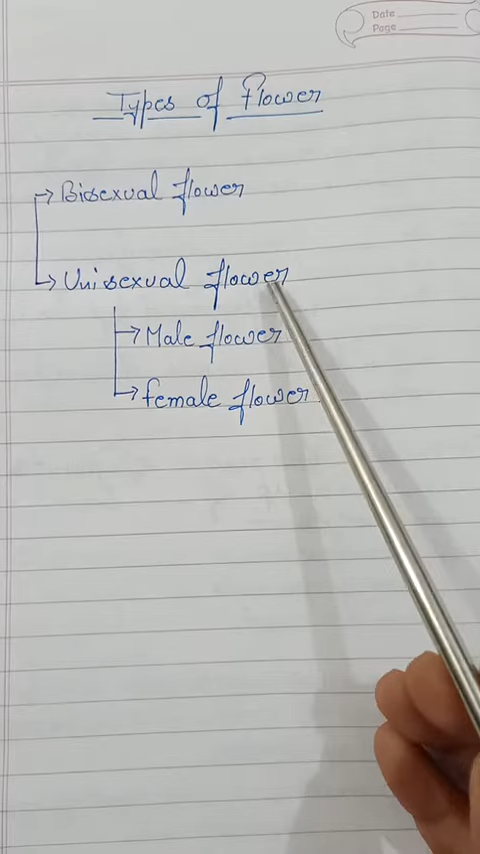 Date
Page
Types of Flower
→ Bisexual flower
→ Unisexual flower
→ Male flower
→ female flower